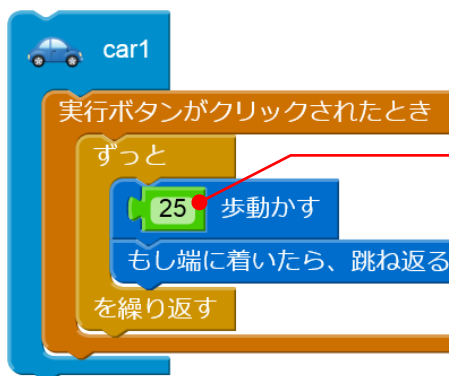 car1
実行ボタンがクリックされたとき
ずっと
25 歩動かす
もし端に着いたら、跳ね返る
を繰り返す